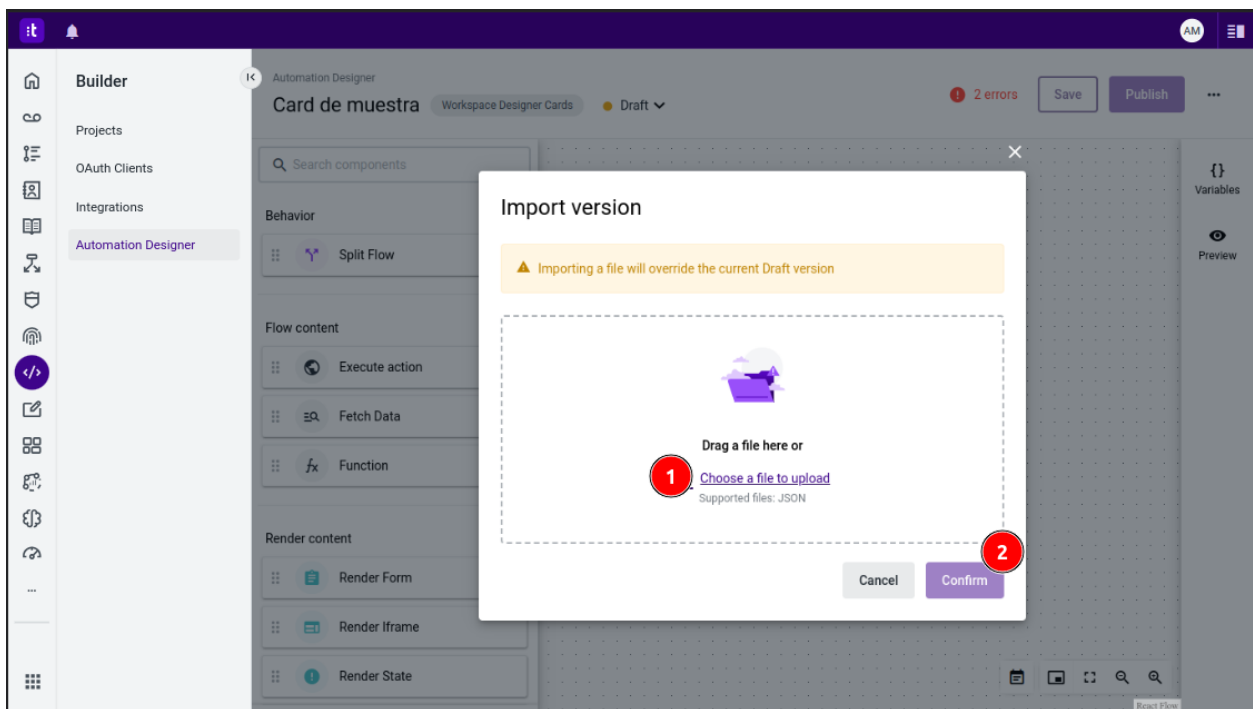 :t
AM
Builder
Projects
OAuth Clients
Integrations
Automation Designer
Automation Designer
Card de muestra
Workspace Designer Cards
Draft
2 errors
Save
Publish
Search components
Behavior
Split Flow
Flow content
Execute action
Fetch Data
fx
Function
Render content
Render Form
Render Iframe
Render State
Import version
Importing a file will override the current Draft version
Drag a file here or
1
Choose a file to upload
Supported files: JSON
2
Cancel
Confirm
{}
Variables
Preview
React Flow